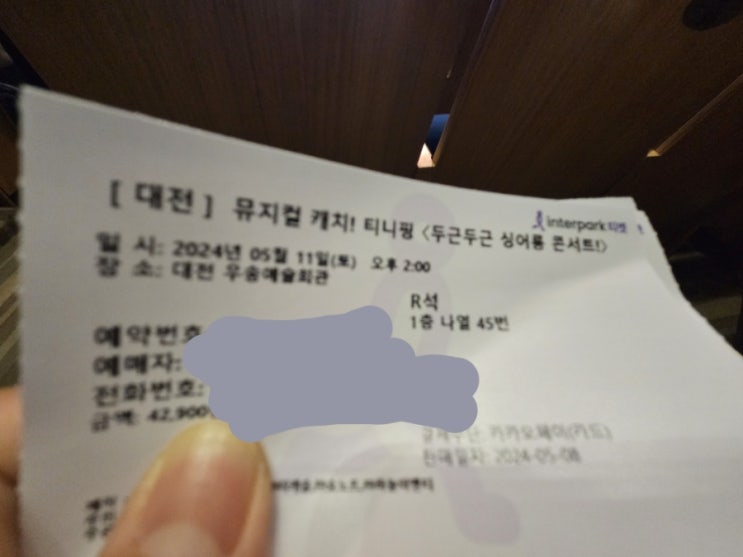 [ 대전 ] 뮤지컬 캐치! 티니핑 <두근두근 싱어롱 콘서트!>
interpark 티켓
일 시: 2024년 05월 11일(토) 오후 2:00
장 소: 대전 우송예술회관
R석
1층 나열 45번
예약번호
예매자:
전화번호:
금액: 42,900
결제수단: 카카오페이(카드)
판매일자: 2024-05-08